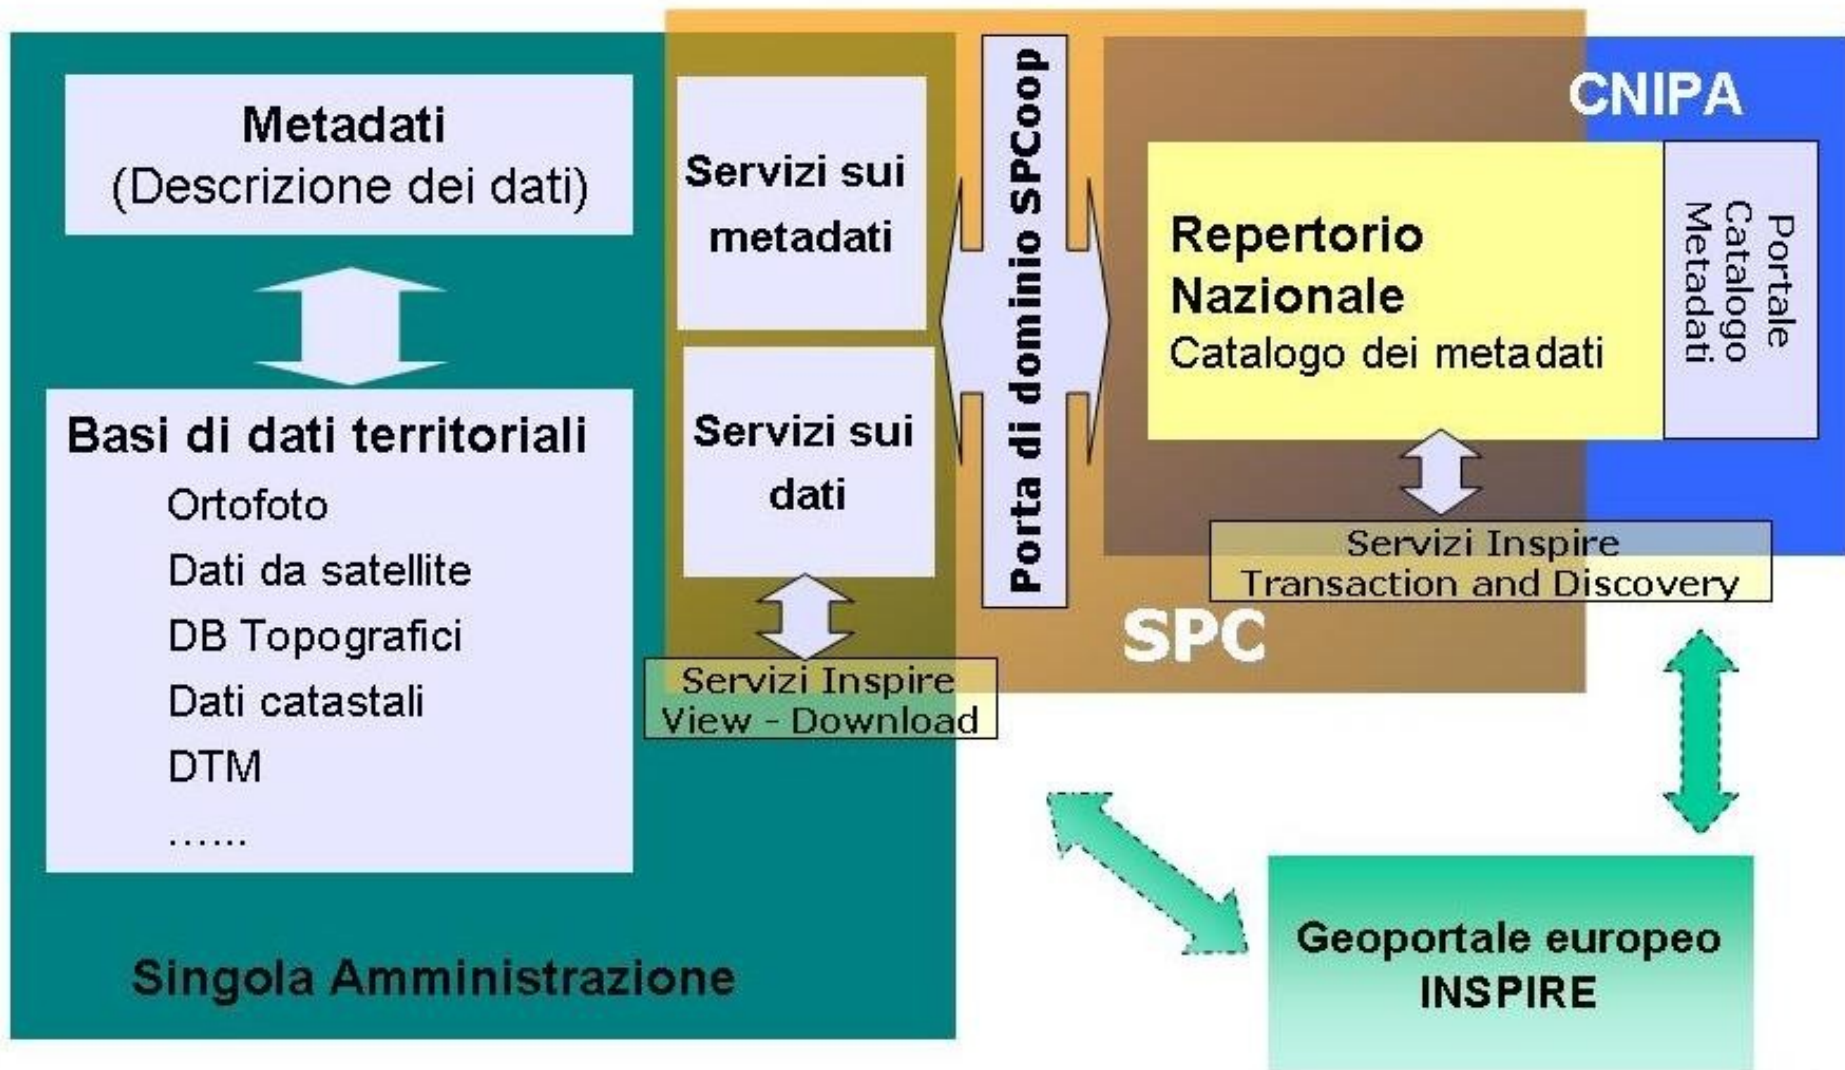 Metadati
(Descrizione dei dati)
Basi di dati territoriali
Ortofoto
Dati da satellite
DB Topografici
Dati catastali
DTM
…...
Singola Amministrazione
Servizi sui
metadati
Servizi sui
dati
Servizi Inspire
View - Download
Porta di dominio SPCoop
SPC
CNIPA
Repertorio
Nazionale
Catalogo dei metadati
Portale
Catalogo
Metadati
Servizi Inspire
Transaction and Discovery
Geoportale europeo
INSPIRE